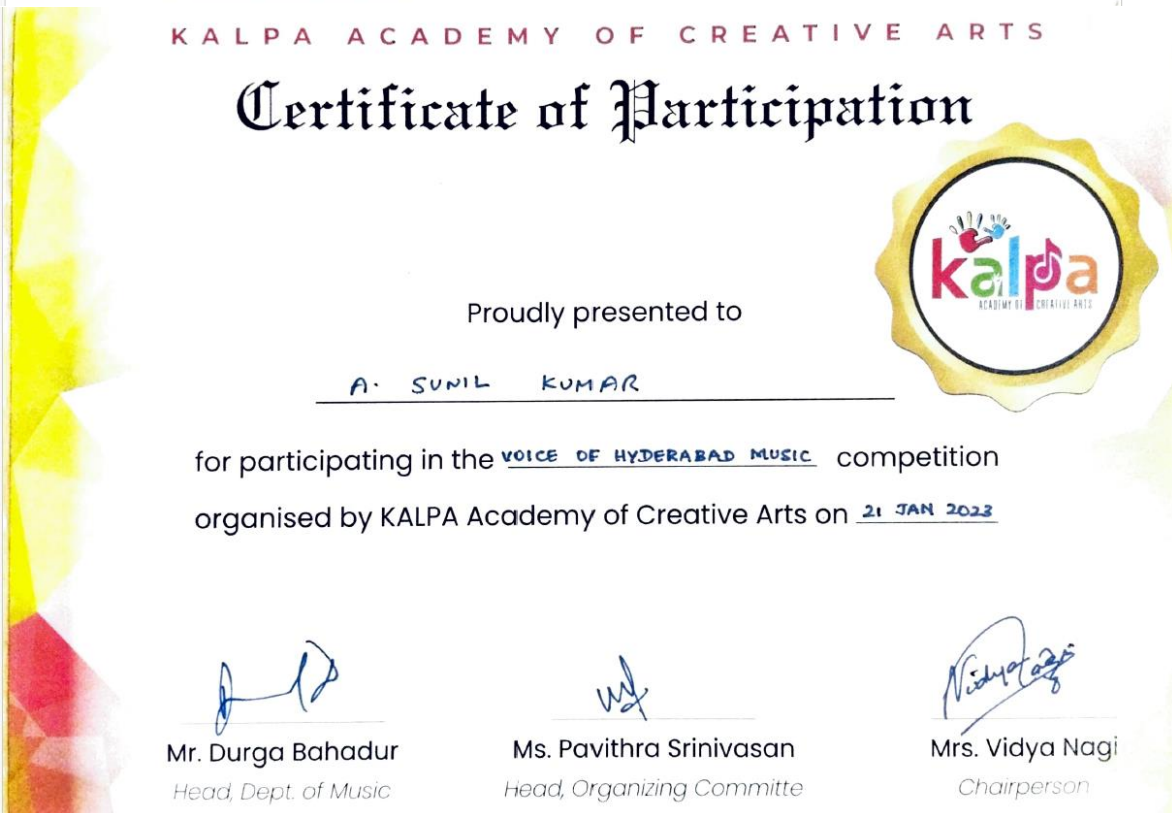 KALPA ACADEMY OF CREATIVE ARTS
Certificate of Participation
kalpa
ACADEMY OF CREATIVE ARTS
Proudly presented to
A. SUNIL KUMAR
for participating in the VOICE OF HYDERABAD MUSIC competition
organised by KALPA Academy of Creative Arts on 21 JAN 2023
Vidya Nagi
Mr. Durga Bahadur Ms. Pavithra Srinivasan Mrs. Vidya Nagi
Head, Dept. of Music Head, Organizing Committe Chairperson